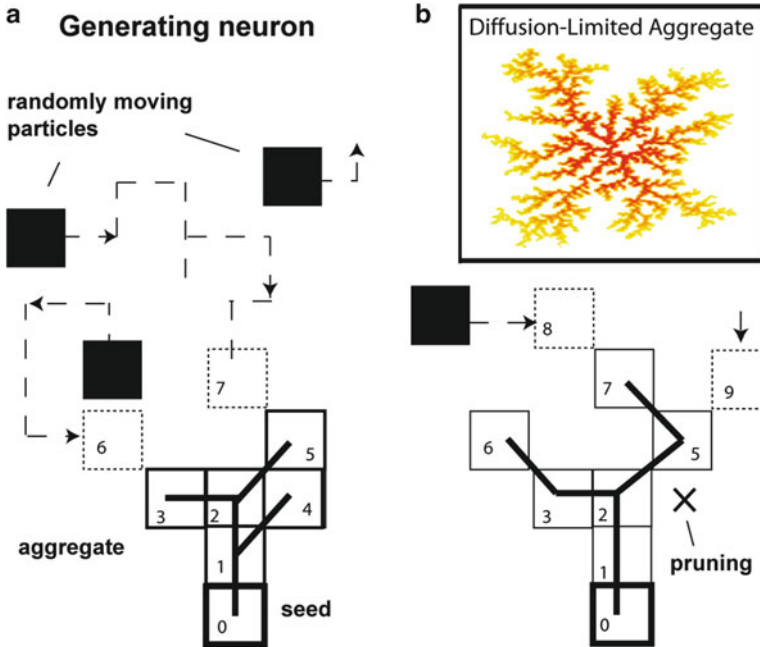 a
Generating neuron
randomly moving
particles
7
6
5
3
2
4
aggregate
1
seed
0
b
Diffusion-Limited Aggregate
8
7
9
6
5
3
2
pruning
1
0